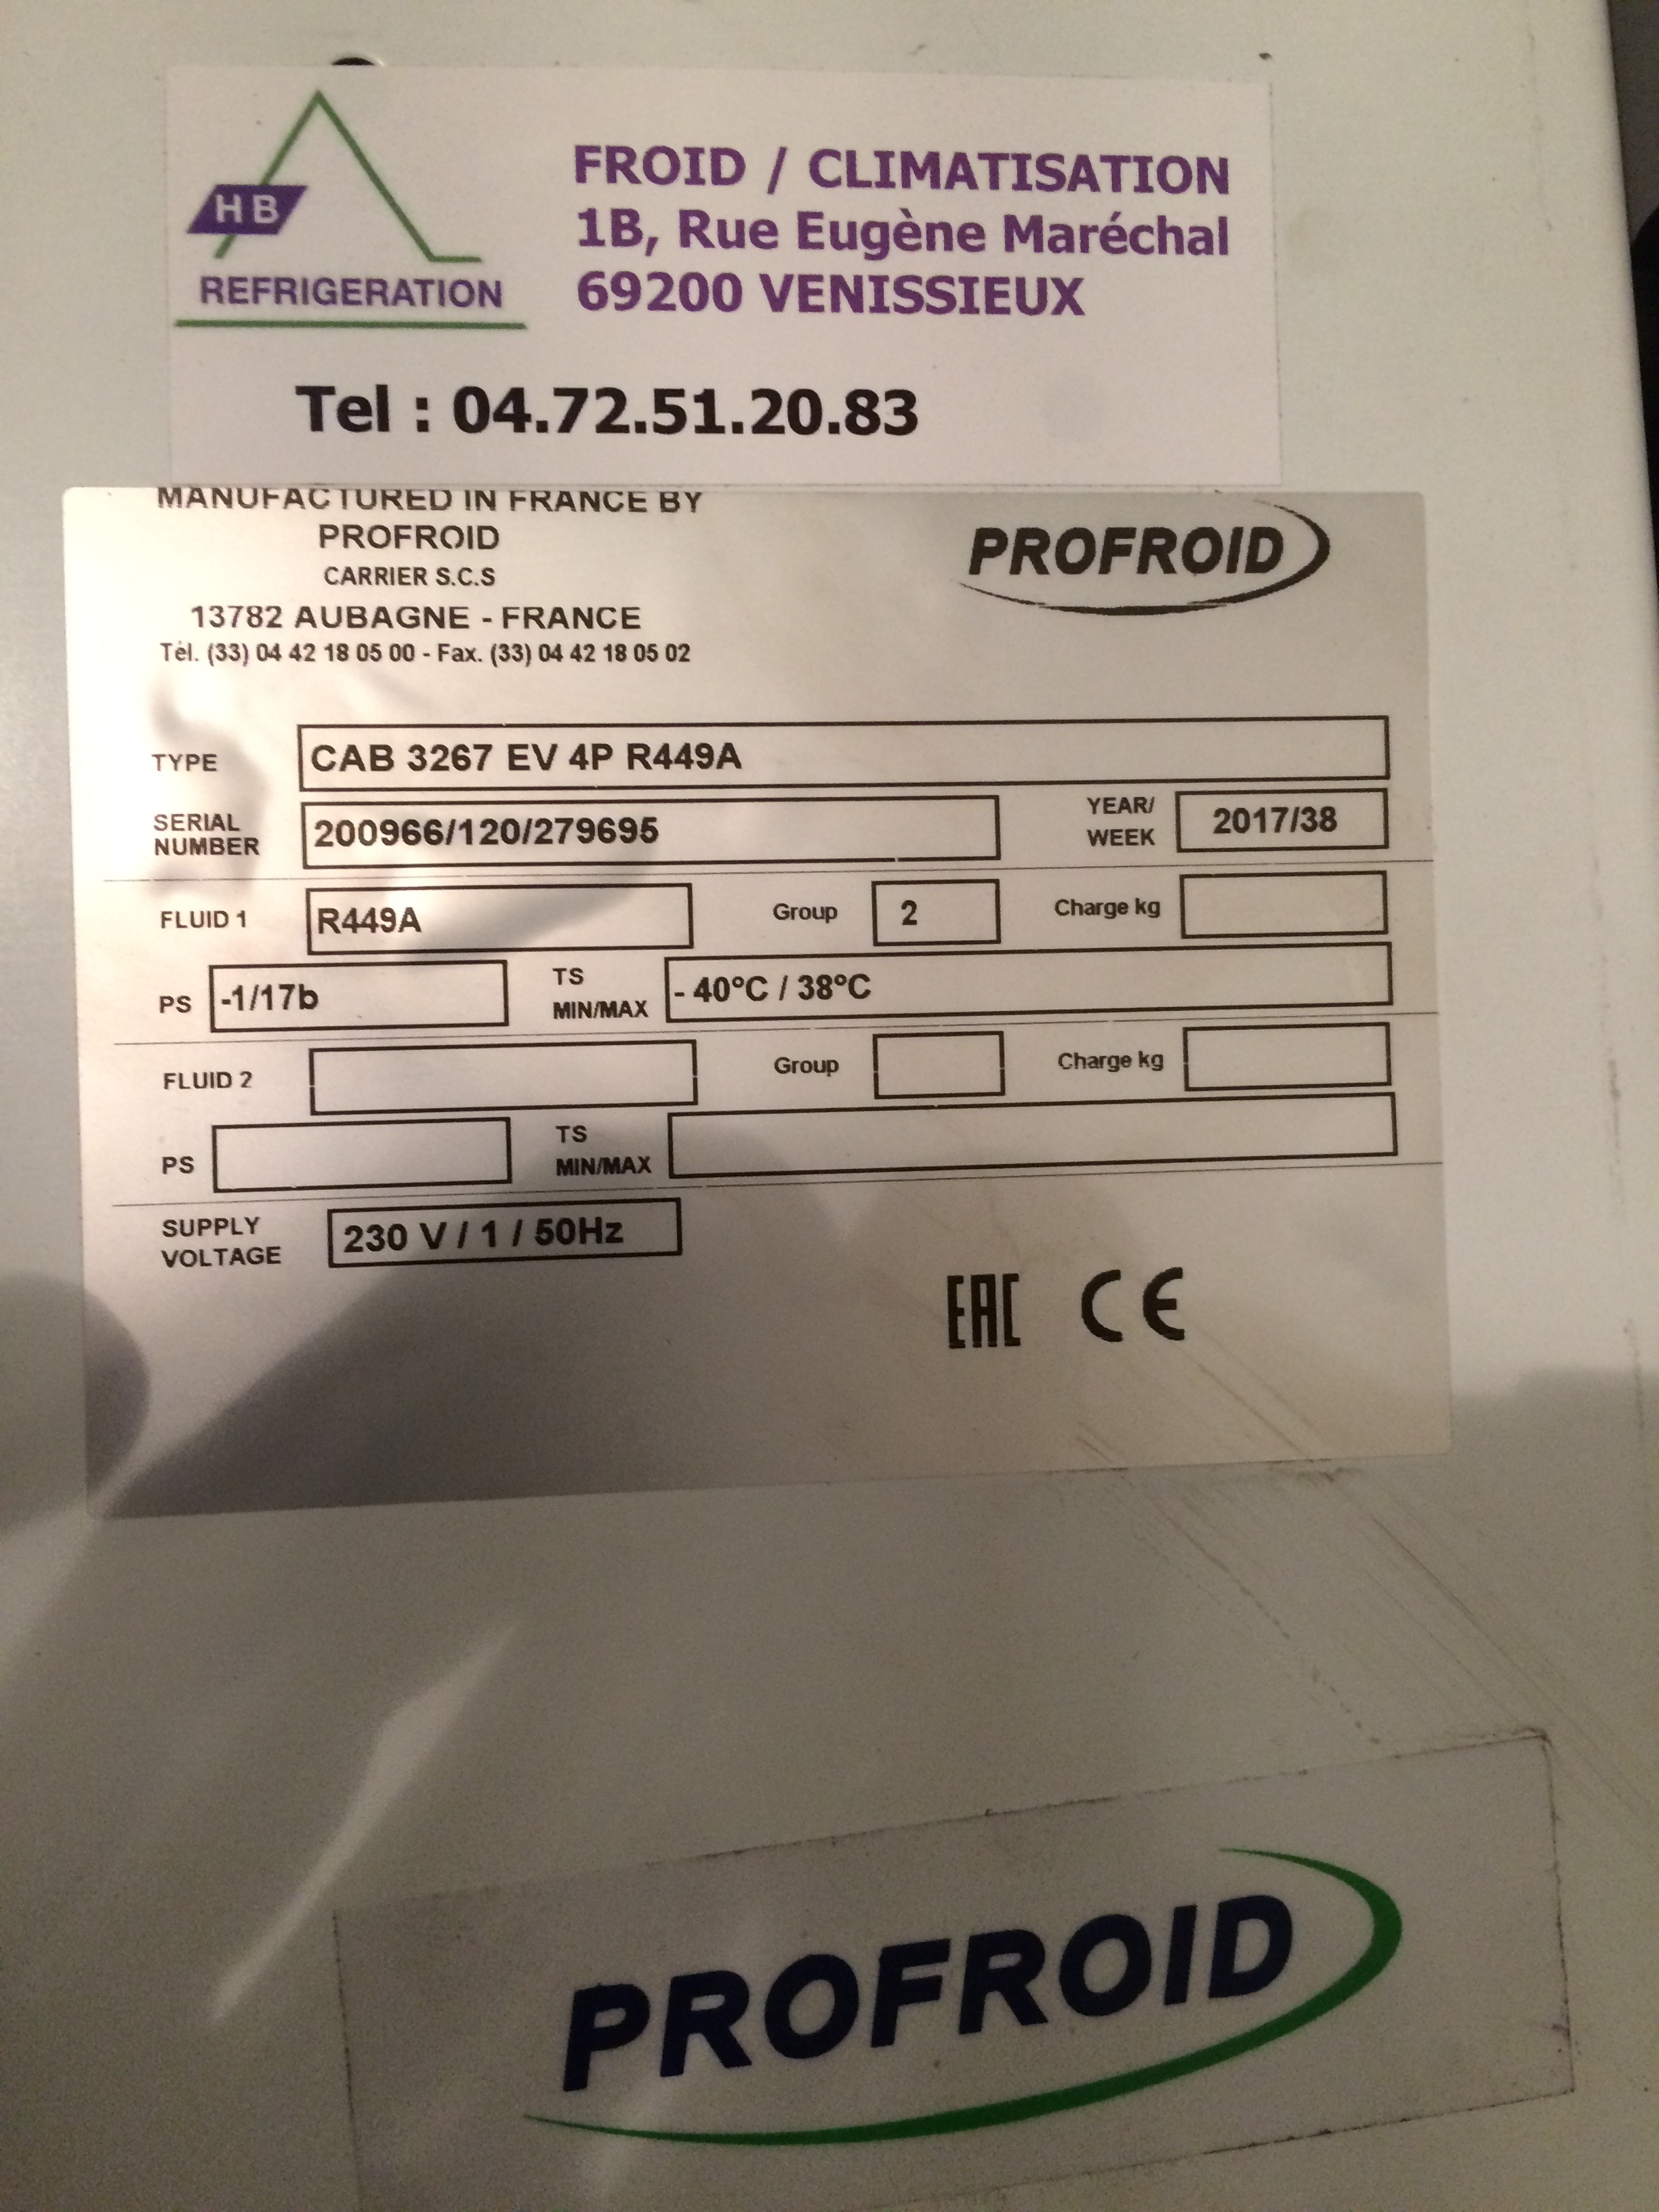 HB
REFRIGERATION
FROID / CLIMATISATION
1B, Rue Eugène Maréchal
69200 VENISSIEUX
Tel : 04.72.51.20.83
MANUFACTURED IN FRANCE BY
PROFROID
CARRIER S.C.S
13782 AUBAGNE - FRANCE
Tél. (33) 04 42 18 05 00 - Fax. (33) 04 42 18 05 02
PROFROID
TYPE CAB 3267 EV 4P R449A
SERIAL NUMBER 200966/120/279695 YEAR/ WEEK 2017/38
FLUID 1 R449A Group 2 Charge kg
PS -1/17b TS MIN/MAX - 40°C / 38°C
FLUID 2 Group Charge kg
PS TS MIN/MAX
SUPPLY VOLTAGE 230 V / 1 / 50Hz
EAC CE
PROFROID